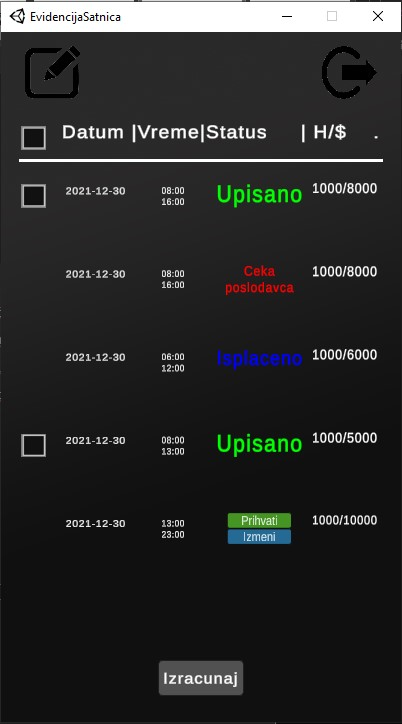 EvidencijaSatnica
Datum |Vreme|Status | H/$ .
2021-12-30 08:00 Upisano 1000/8000
16:00
2021-12-30 08:00 Ceka 1000/8000
16:00 poslodavca
2021-12-30 06:00 Isplaceno 1000/6000
12:00
2021-12-30 08:00 Upisano 1000/5000
13:00
2021-12-30 13:00 Prihvati 1000/10000
23:00 Izmeni
Izracunaj